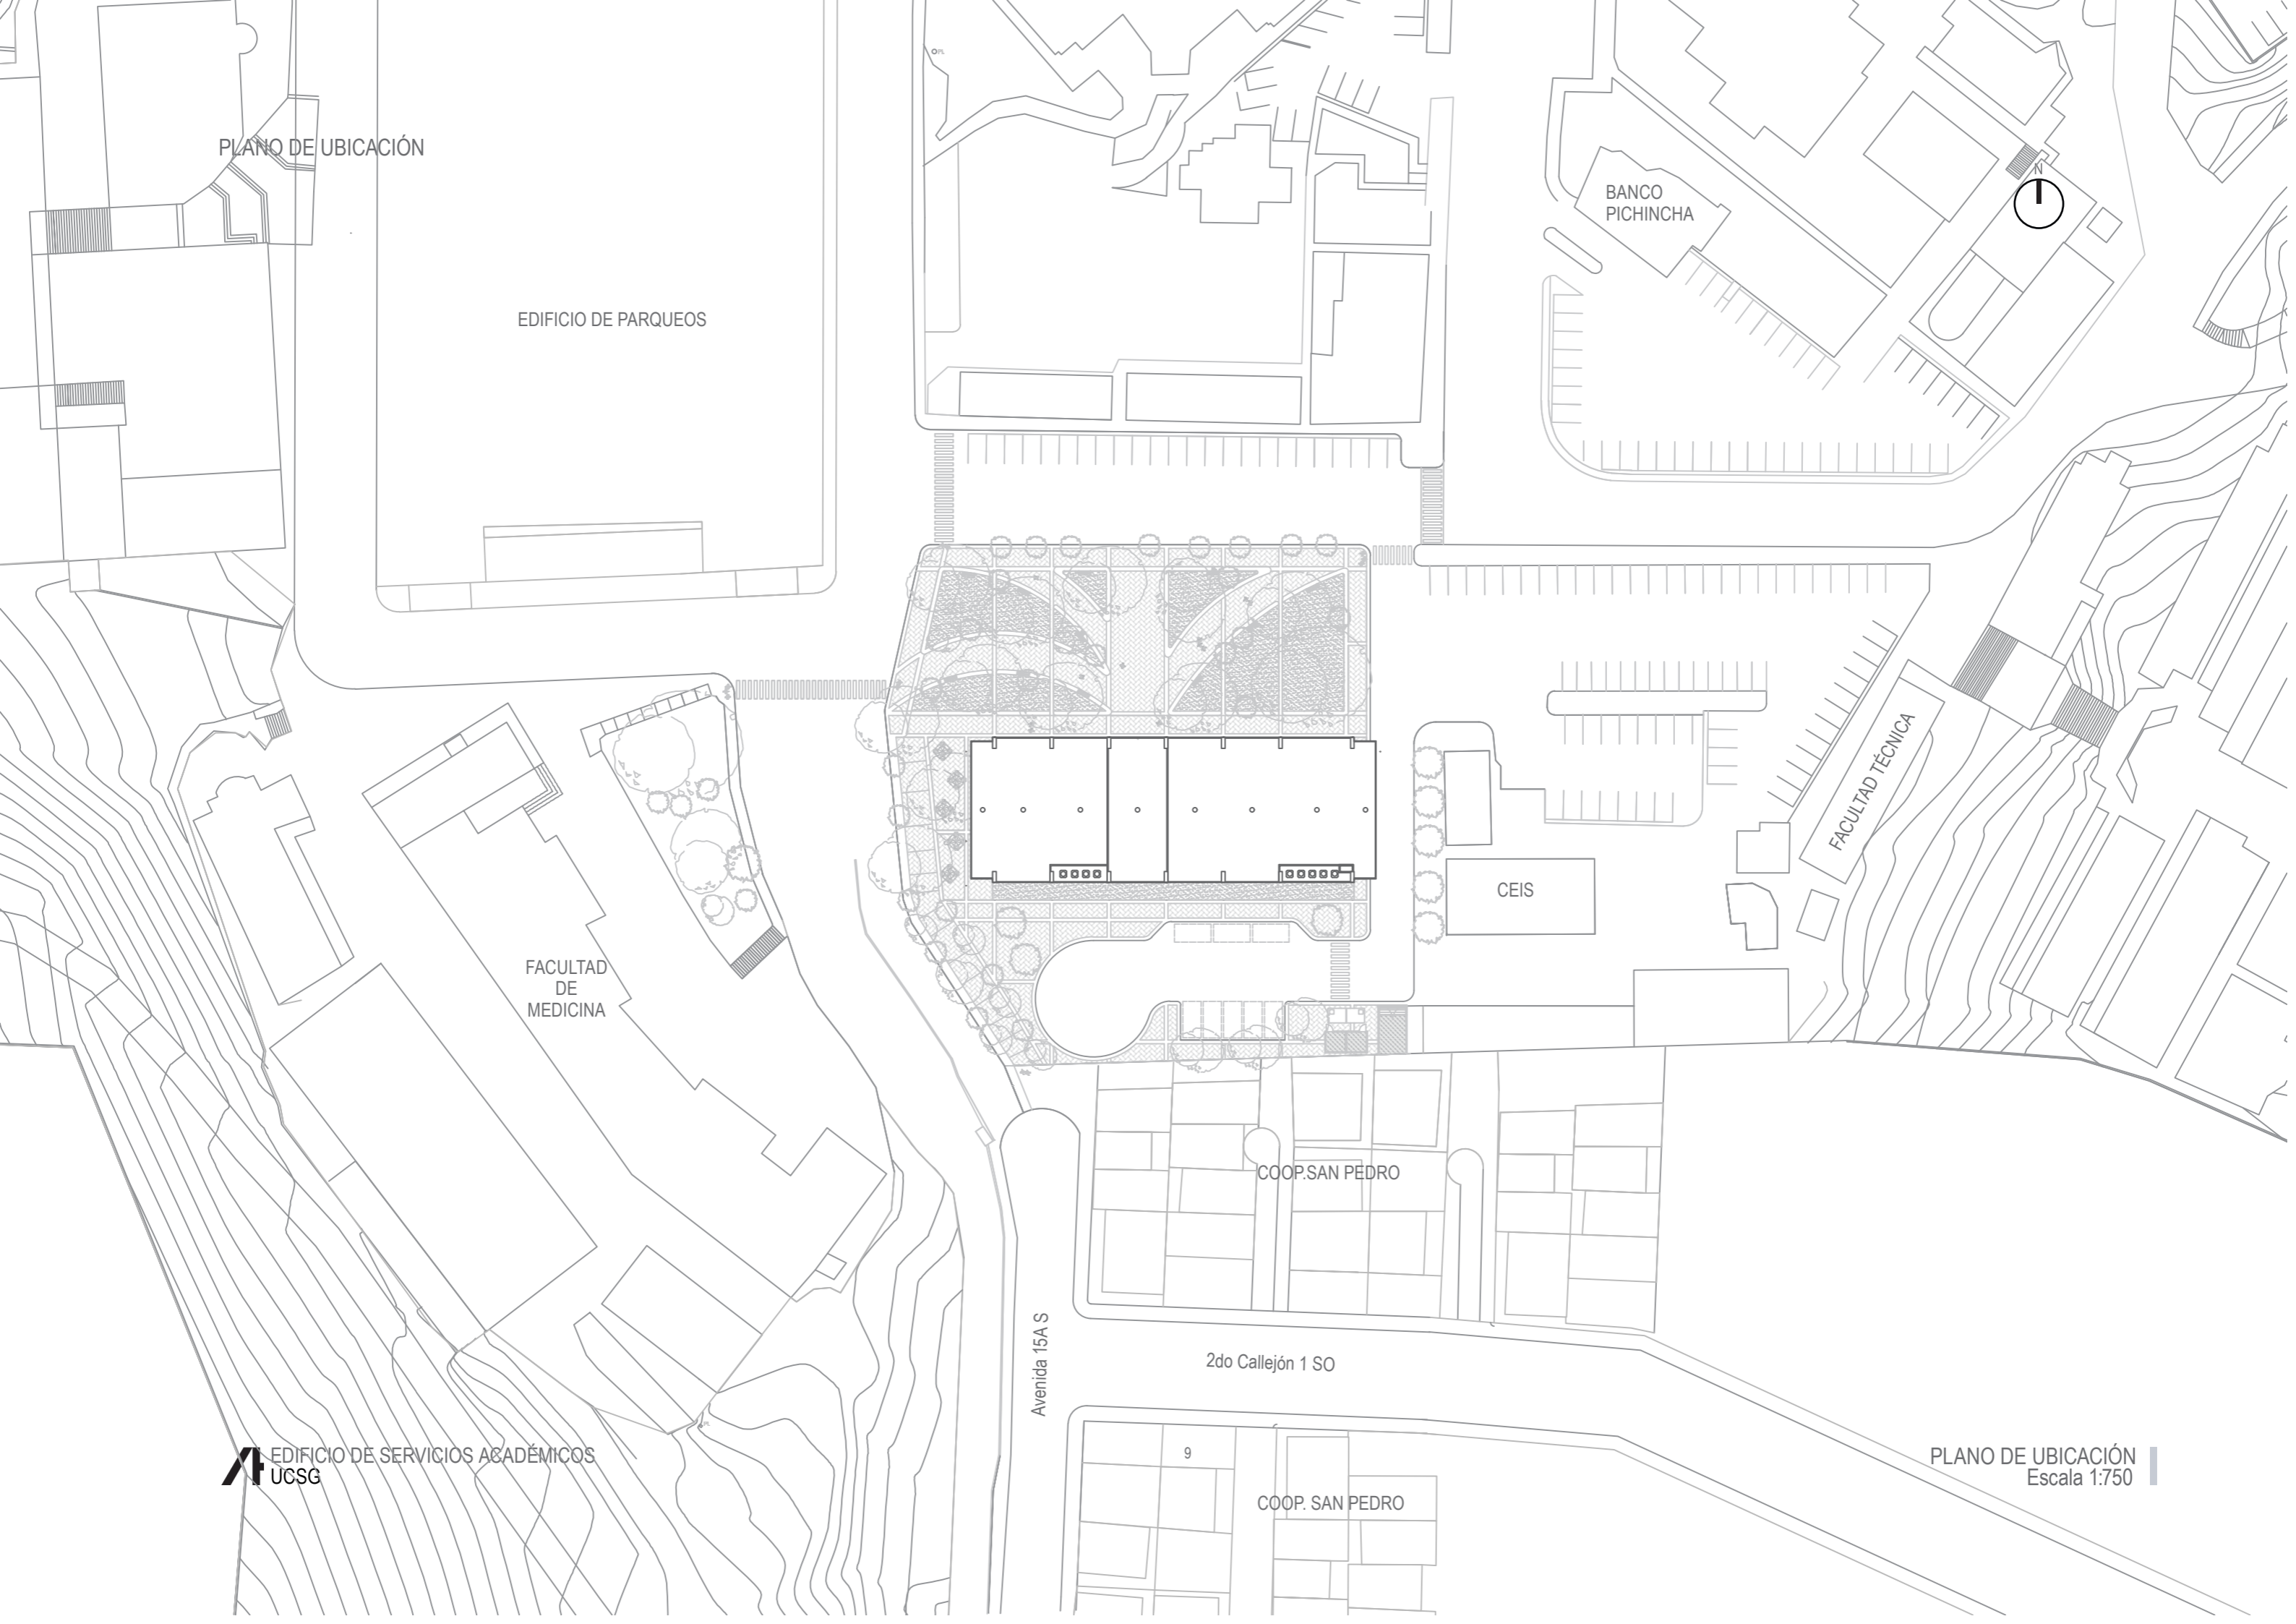 PLANO DE UBICACIÓN
N
BANCO
PICHINCHA
EDIFICIO DE PARQUEOS
FACULTAD TÉCNICA
CEIS
FACULTAD
DE
MEDICINA
COOP.SAN PEDRO
Avenida 15A S
2do Callejón 1 SO
9
COOP. SAN PEDRO
EDIFICIO DE SERVICIOS ACADÉMICOS
UCSG
PLANO DE UBICACIÓN
Escala 1:750